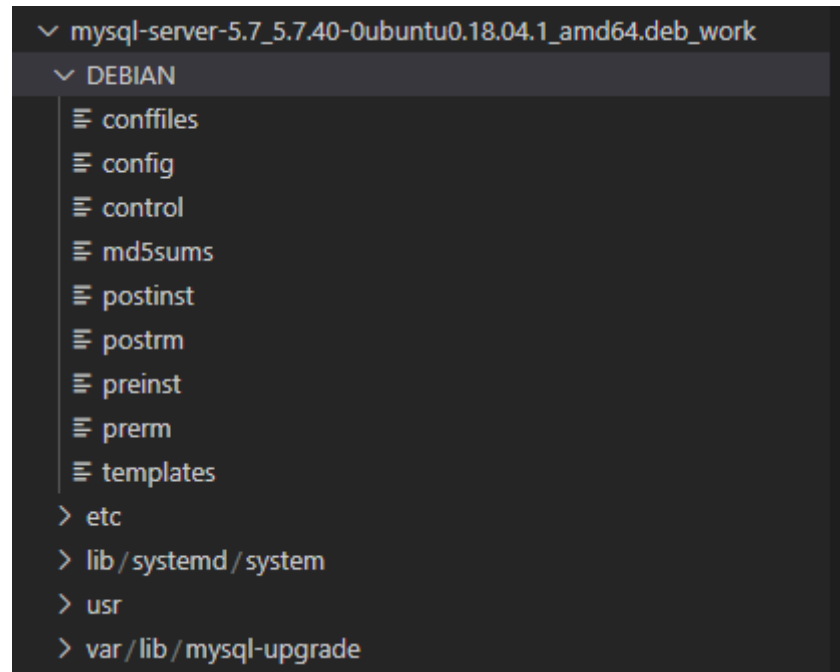 mysql-server-5.7_5.7.40-0ubuntu0.18.04.1_amd64.deb_work
DEBIAN
conffiles
config
control
md5sums
postinst
postrm
preinst
prerm
templates
etc
lib/systemd/system
usr
var/lib/mysql-upgrade